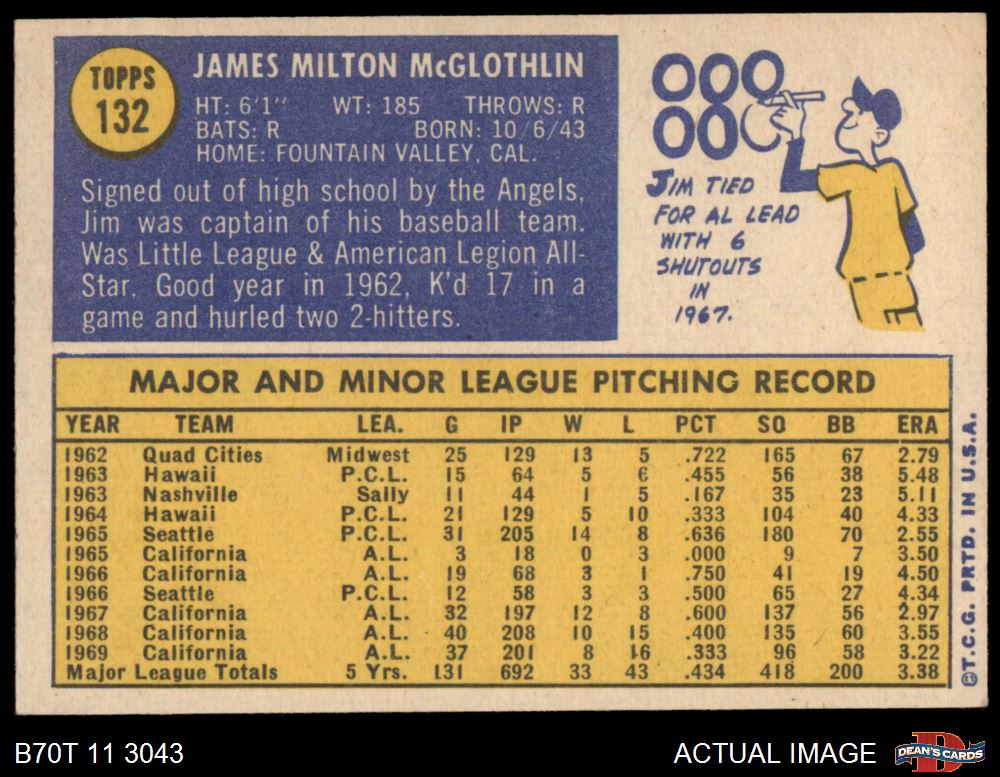 TOPPS
132
JAMES MILTON McGLOTHLIN
HT: 6'1" WT: 185 THROWS: R
BATS: R BORN: 10/6/43
HOME: FOUNTAIN VALLEY, CAL.
Signed out of high school by the Angels,
Jim was captain of his baseball team.
Was Little League & American Legion All-
Star. Good year in 1962, K'd 17 in a
game and hurled two 2-hitters.
JIM TIED
FOR AL LEAD
WITH 6
SHUTOUTS
IN
1967.
MAJOR AND MINOR LEAGUE PITCHING RECORD
YEAR TEAM LEA. G IP W L PCT SO BB ERA
1962 Quad Cities Midwest 25 129 13 5 .722 165 67 2.79
1963 Hawaii P.C.L. 15 64 5 6 .455 56 38 5.48
1963 Nashville Sally 11 44 1 5 .167 35 23 5.11
1964 Hawaii P.C.L. 21 129 5 10 .333 104 40 4.33
1965 Seattle P.C.L. 31 205 14 8 .636 180 70 2.55
1965 California A.L. 3 18 0 3 .000 9 7 3.50
1966 California A.L. 19 68 3 1 .750 41 19 4.50
1966 Seattle P.C.L. 12 58 3 3 .500 65 27 4.34
1967 California A.L. 32 197 12 8 .600 137 56 2.97
1968 California A.L. 40 208 10 15 .400 135 60 3.55
1969 California A.L. 37 201 8 16 .333 96 58 3.22
Major League Totals 5 Yrs. 131 692 33 43 .434 418 200 3.38
©T.C.G. PRTD. IN U.S.A.
B70T 11 3043
ACTUAL IMAGE
DEAN'S CARDS